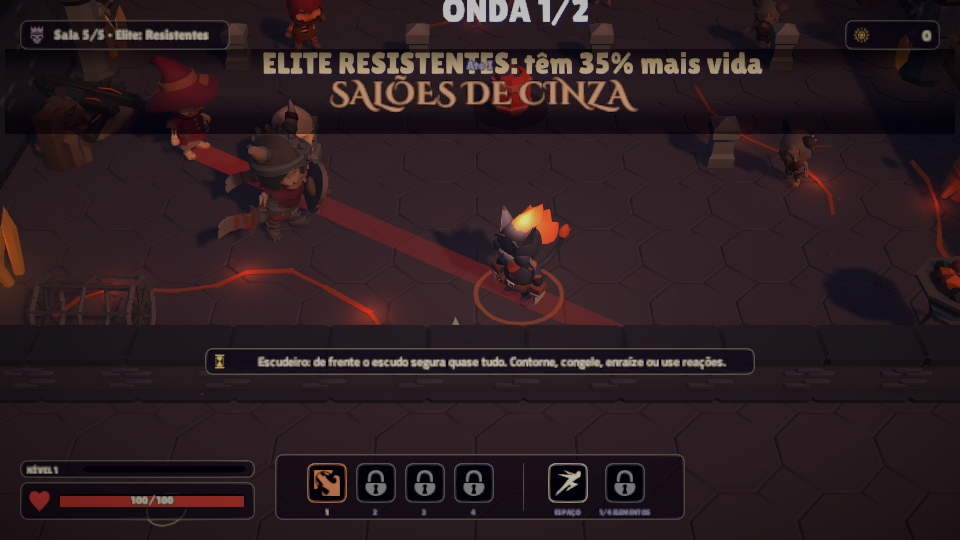 ONDA 1/2
Sala 5/5 · Elite: Resistentes
0
ELITE RESISTENTES: têm 35% mais vida
Ato I
SALÕES DE CINZA
Escudeiro: de frente o escudo segura quase tudo. Contorne, congele, enraíze ou use reações.
NÍVEL 1
100/100
1
2
3
4
ESPAÇO
1/4 ELEMENTOS